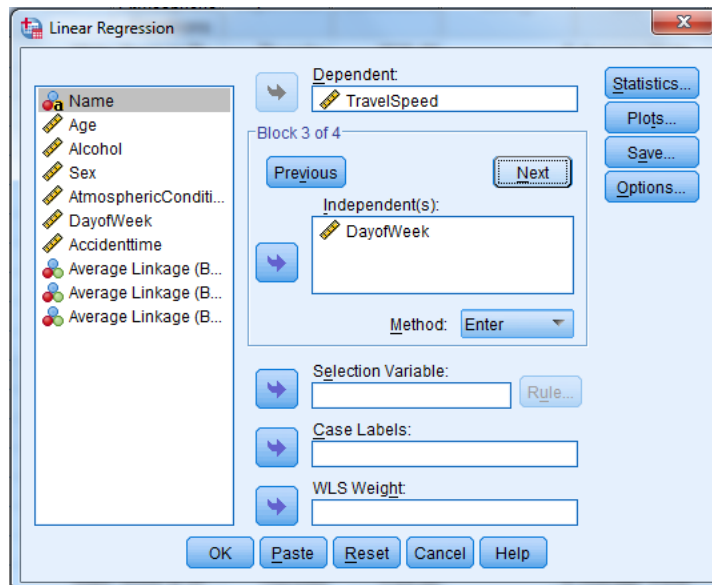 Linear Regression
Name
Age
Alcohol
Sex
AtmosphericConditi...
DayofWeek
Accidenttime
Average Linkage (B...
Average Linkage (B...
Average Linkage (B...
Dependent:
TravelSpeed
Block 3 of 4
Previous
Next
Independent(s):
DayofWeek
Method: Enter
Selection Variable:
Rule...
Case Labels:
WLS Weight:
Statistics...
Plots...
Save...
Options...
OK Paste Reset Cancel Help